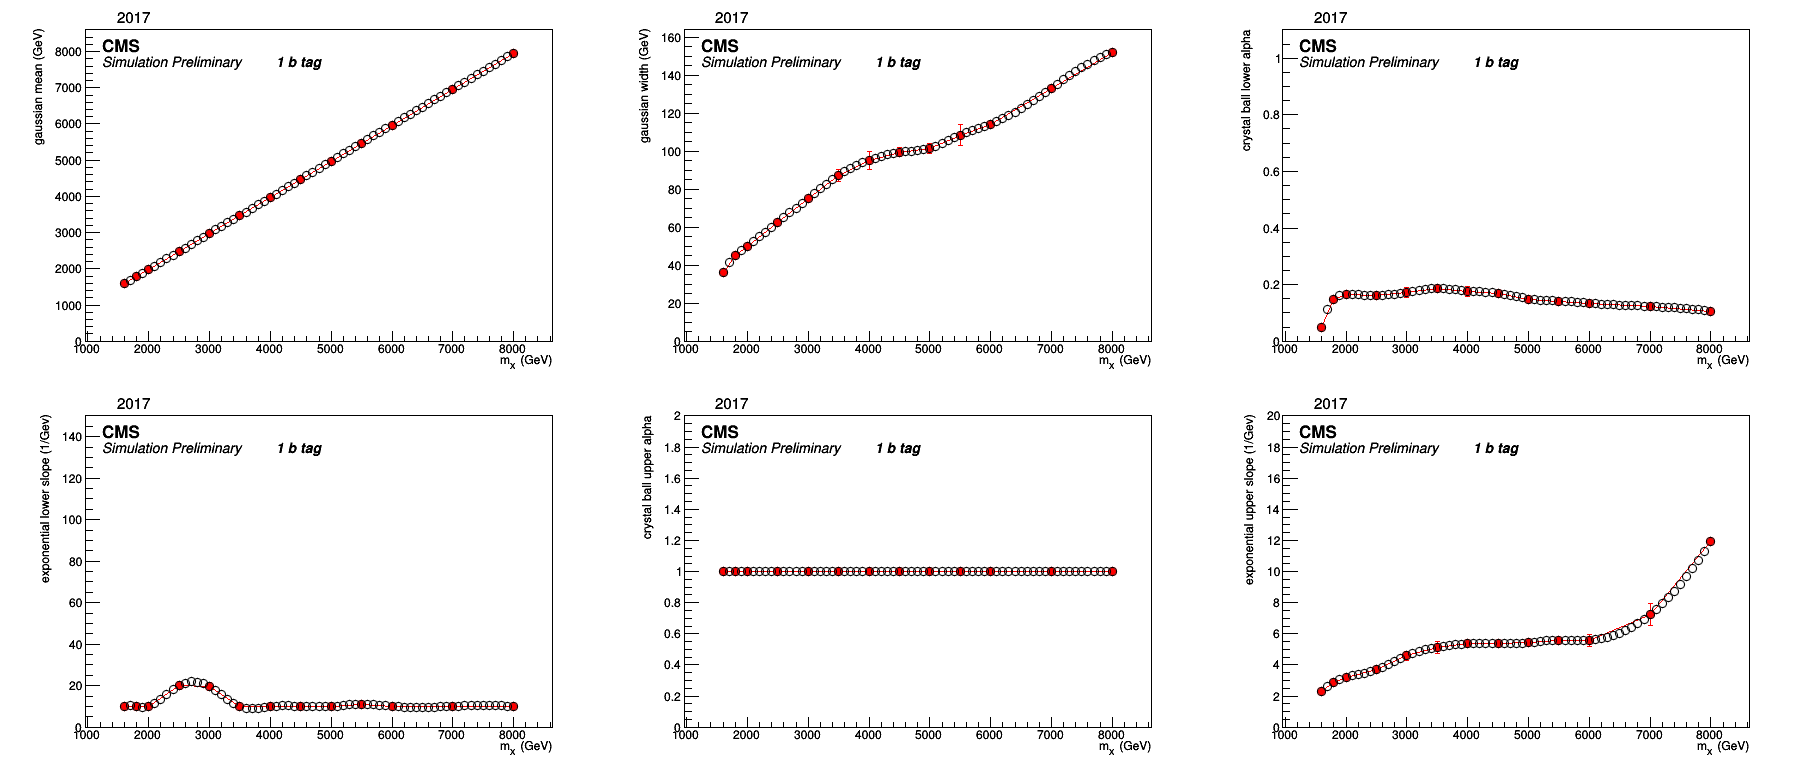 2017
CMS
Simulation Preliminary 1 b tag
gaussian mean (GeV)
8000
7000
6000
5000
4000
3000
2000
1000
0
1000 2000 3000 4000 5000 6000 7000 8000
mx (GeV)
2017
CMS
Simulation Preliminary 1 b tag
gaussian width (GeV)
160
140
120
100
80
60
40
20
0
1000 2000 3000 4000 5000 6000 7000 8000
mx (GeV)
2017
CMS
Simulation Preliminary 1 b tag
crystal ball lower alpha
1
0.8
0.6
0.4
0.2
0
1000 2000 3000 4000 5000 6000 7000 8000
mx (GeV)
2017
CMS
Simulation Preliminary 1 b tag
exponential lower slope (1/Gev)
140
120
100
80
60
40
20
0
1000 2000 3000 4000 5000 6000 7000 8000
mx (GeV)
2017
CMS
Simulation Preliminary 1 b tag
crystal ball upper alpha
2
1.8
1.6
1.4
1.2
1
0.8
0.6
0.4
0.2
0
1000 2000 3000 4000 5000 6000 7000 8000
mx (GeV)
2017
CMS
Simulation Preliminary 1 b tag
exponential upper slope (1/Gev)
20
18
16
14
12
10
8
6
4
2
0
1000 2000 3000 4000 5000 6000 7000 8000
mx (GeV)